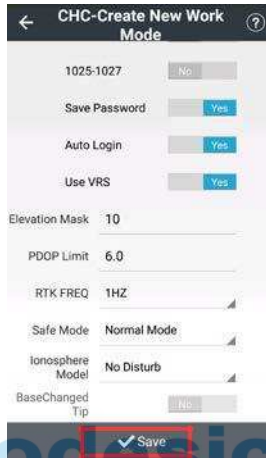 CHC-Create New Work
Mode
?
1025-1027 No
Save Password Yes
Auto Login Yes
Use VRS Yes
Elevation Mask 10
PDOP Limit 6.0
RTK FREQ 1HZ
Safe Mode Normal Mode
Ionosphere
Model No Disturb
BaseChanged
Tip No
Save